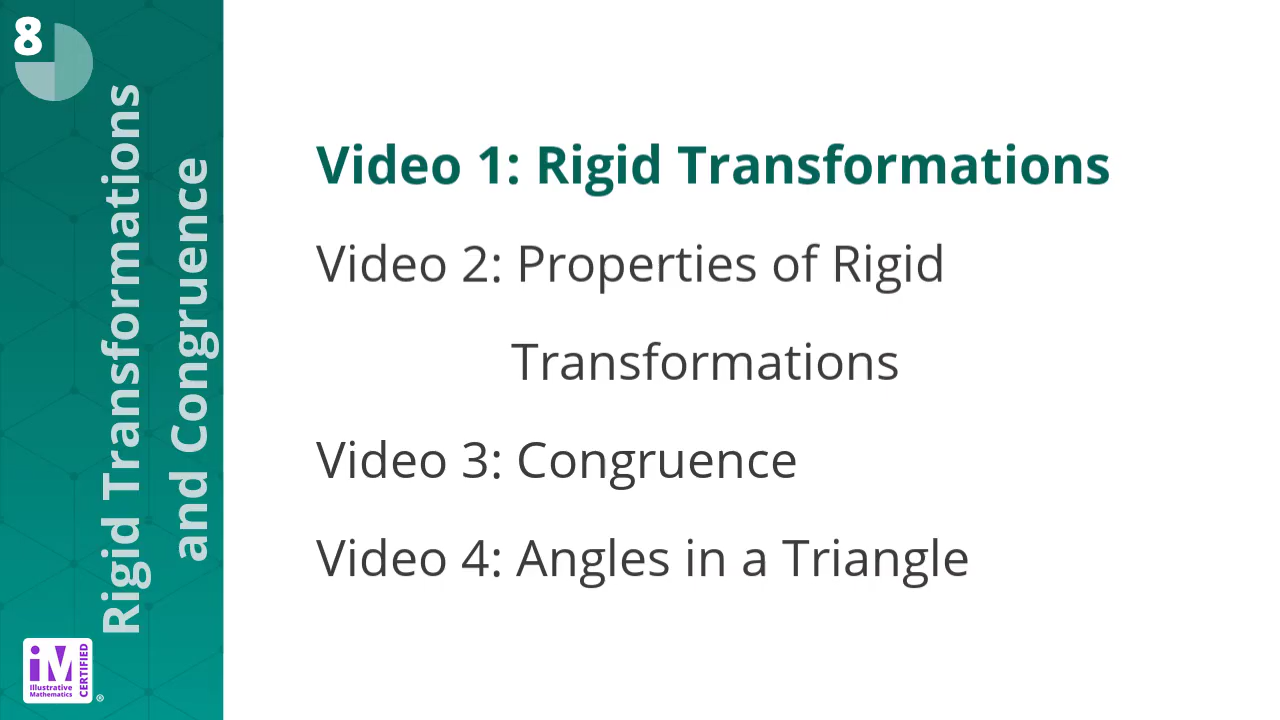 8
Rigid Transformations
and Congruence
Video 1: Rigid Transformations
Video 2: Properties of Rigid
Transformations
Video 3: Congruence
Video 4: Angles in a Triangle
iM
Illustrative
Mathematics
CERTIFIED
®